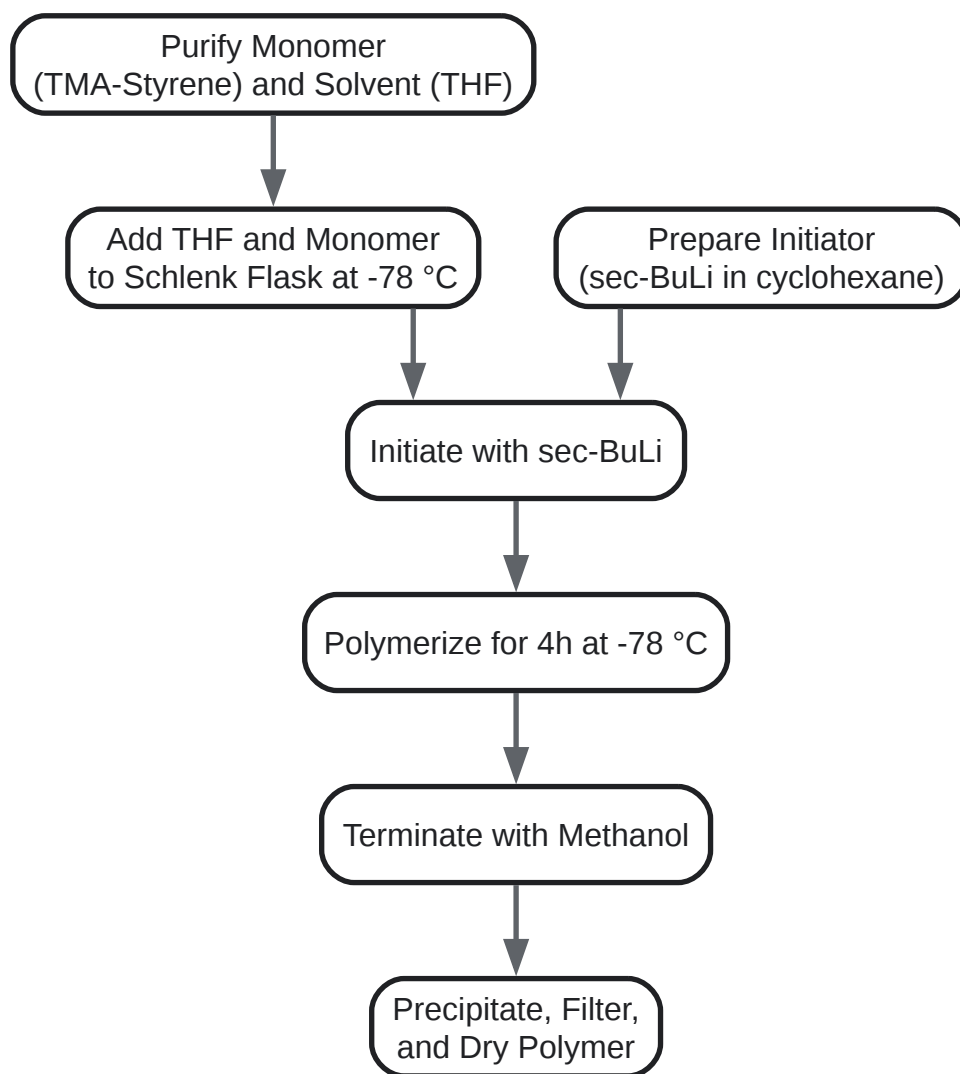 Purify Monomer
(TMA-Styrene) and Solvent (THF)
Add THF and Monomer
to Schlenk Flask at -78 °C
Prepare Initiator
(sec-BuLi in cyclohexane)
Initiate with sec-BuLi
Polymerize for 4h at -78 °C
Terminate with Methanol
Precipitate, Filter,
and Dry Polymer